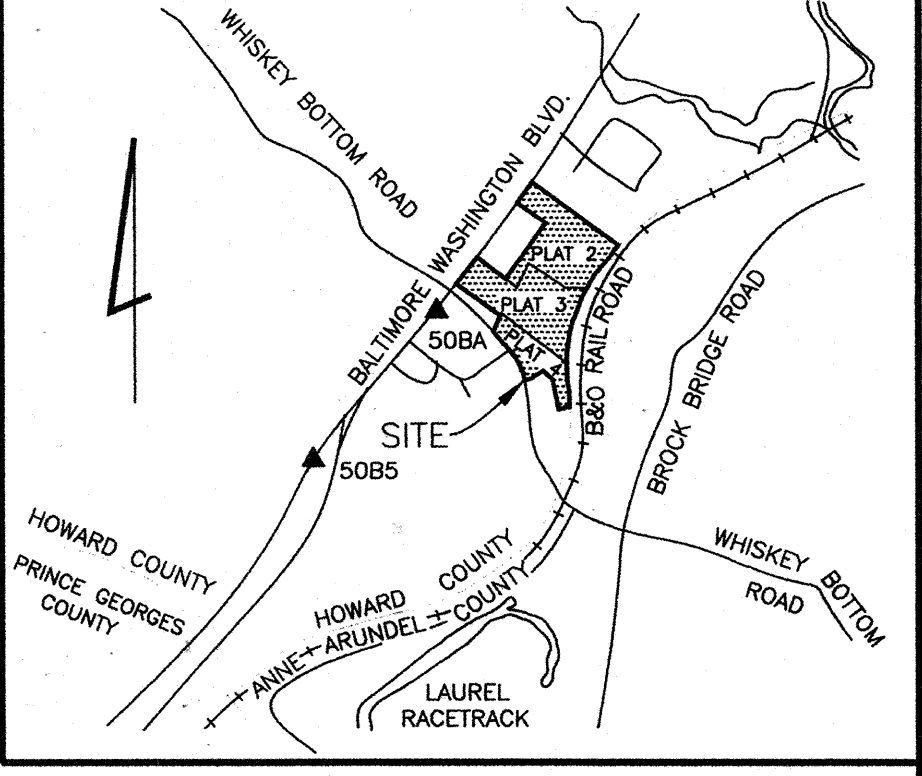 WHISKEY BOTTOM ROAD
BALTIMORE WASHINGTON BLVD.
PLAT 2
PLAT 3
PLAT
50BA
B&O RAIL ROAD
BROCK BRIDGE ROAD
SITE
50B5
HOWARD COUNTY
PRINCE GEORGES
COUNTY
HOWARD COUNTY
ANNE ARUNDEL COUNTY
WHISKEY BOTTOM
ROAD
LAUREL
RACETRACK